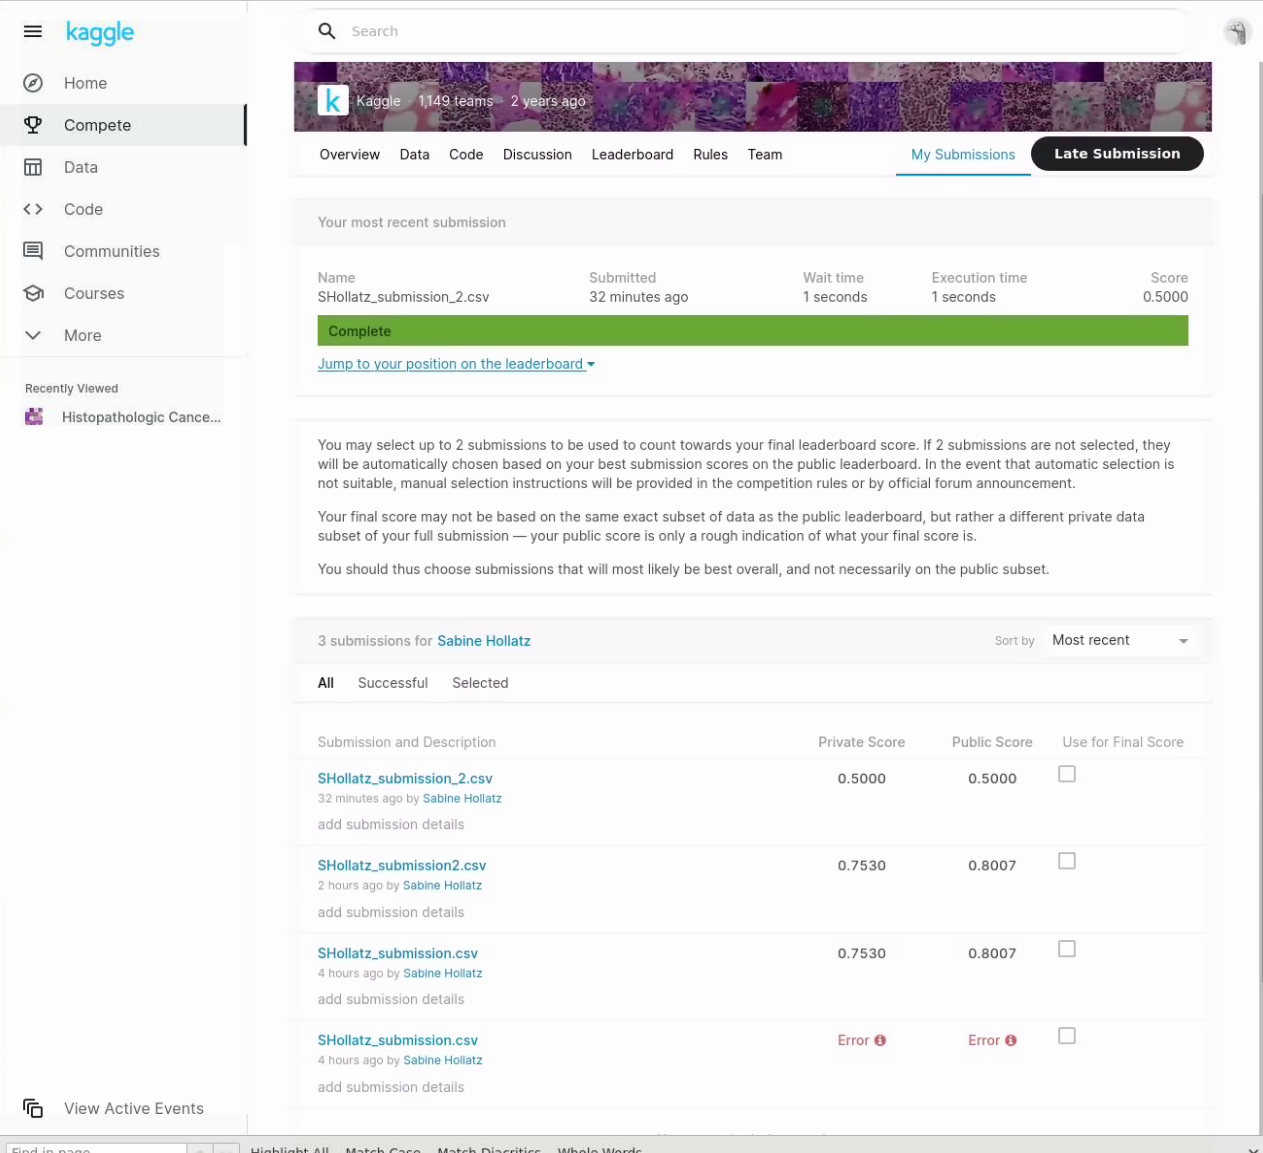 kaggle
Search
Home
Compete
Data
Code
Communities
Courses
More
Recently Viewed
Histopathologic Cance...
View Active Events
k Kaggle · 1,149 teams · 2 years ago
Overview Data Code Discussion Leaderboard Rules Team My Submissions Late Submission
Your most recent submission
Name Submitted Wait time Execution time Score
SHollatz_submission_2.csv 32 minutes ago 1 seconds 1 seconds 0.5000
Complete
Jump to your position on the leaderboard
You may select up to 2 submissions to be used to count towards your final leaderboard score. If 2 submissions are not selected, they
will be automatically chosen based on your best submission scores on the public leaderboard. In the event that automatic selection is
not suitable, manual selection instructions will be provided in the competition rules or by official forum announcement.
Your final score may not be based on the same exact subset of data as the public leaderboard, but rather a different private data
subset of your full submission — your public score is only a rough indication of what your final score is.
You should thus choose submissions that will most likely be best overall, and not necessarily on the public subset.
3 submissions for Sabine Hollatz Sort by Most recent
All Successful Selected
Submission and Description Private Score Public Score Use for Final Score
SHollatz_submission_2.csv 0.5000 0.5000
32 minutes ago by Sabine Hollatz
add submission details
SHollatz_submission2.csv 0.7530 0.8007
2 hours ago by Sabine Hollatz
add submission details
SHollatz_submission.csv 0.7530 0.8007
4 hours ago by Sabine Hollatz
add submission details
SHollatz_submission.csv Error Error
4 hours ago by Sabine Hollatz
add submission details
Find in page Highlight All Match Case Match Diacritics Whole Words